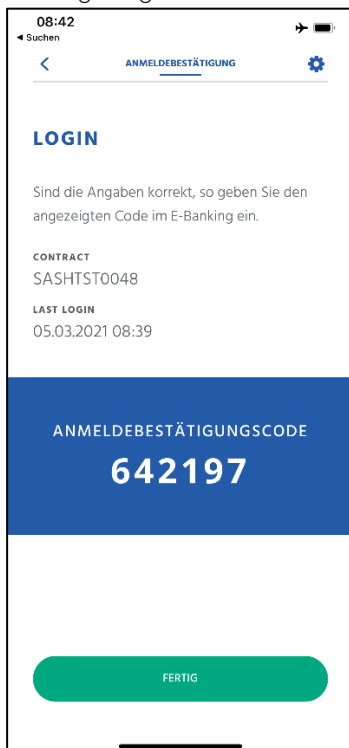 08:42
◀ Suchen
ANMELDEBESTÄTIGUNG
LOGIN
Sind die Angaben korrekt, so geben Sie den
angezeigten Code im E-Banking ein.
CONTRACT
SASHTST0048
LAST LOGIN
05.03.2021 08:39
ANMELDEBESTÄTIGUNGSCODE
642197
FERTIG